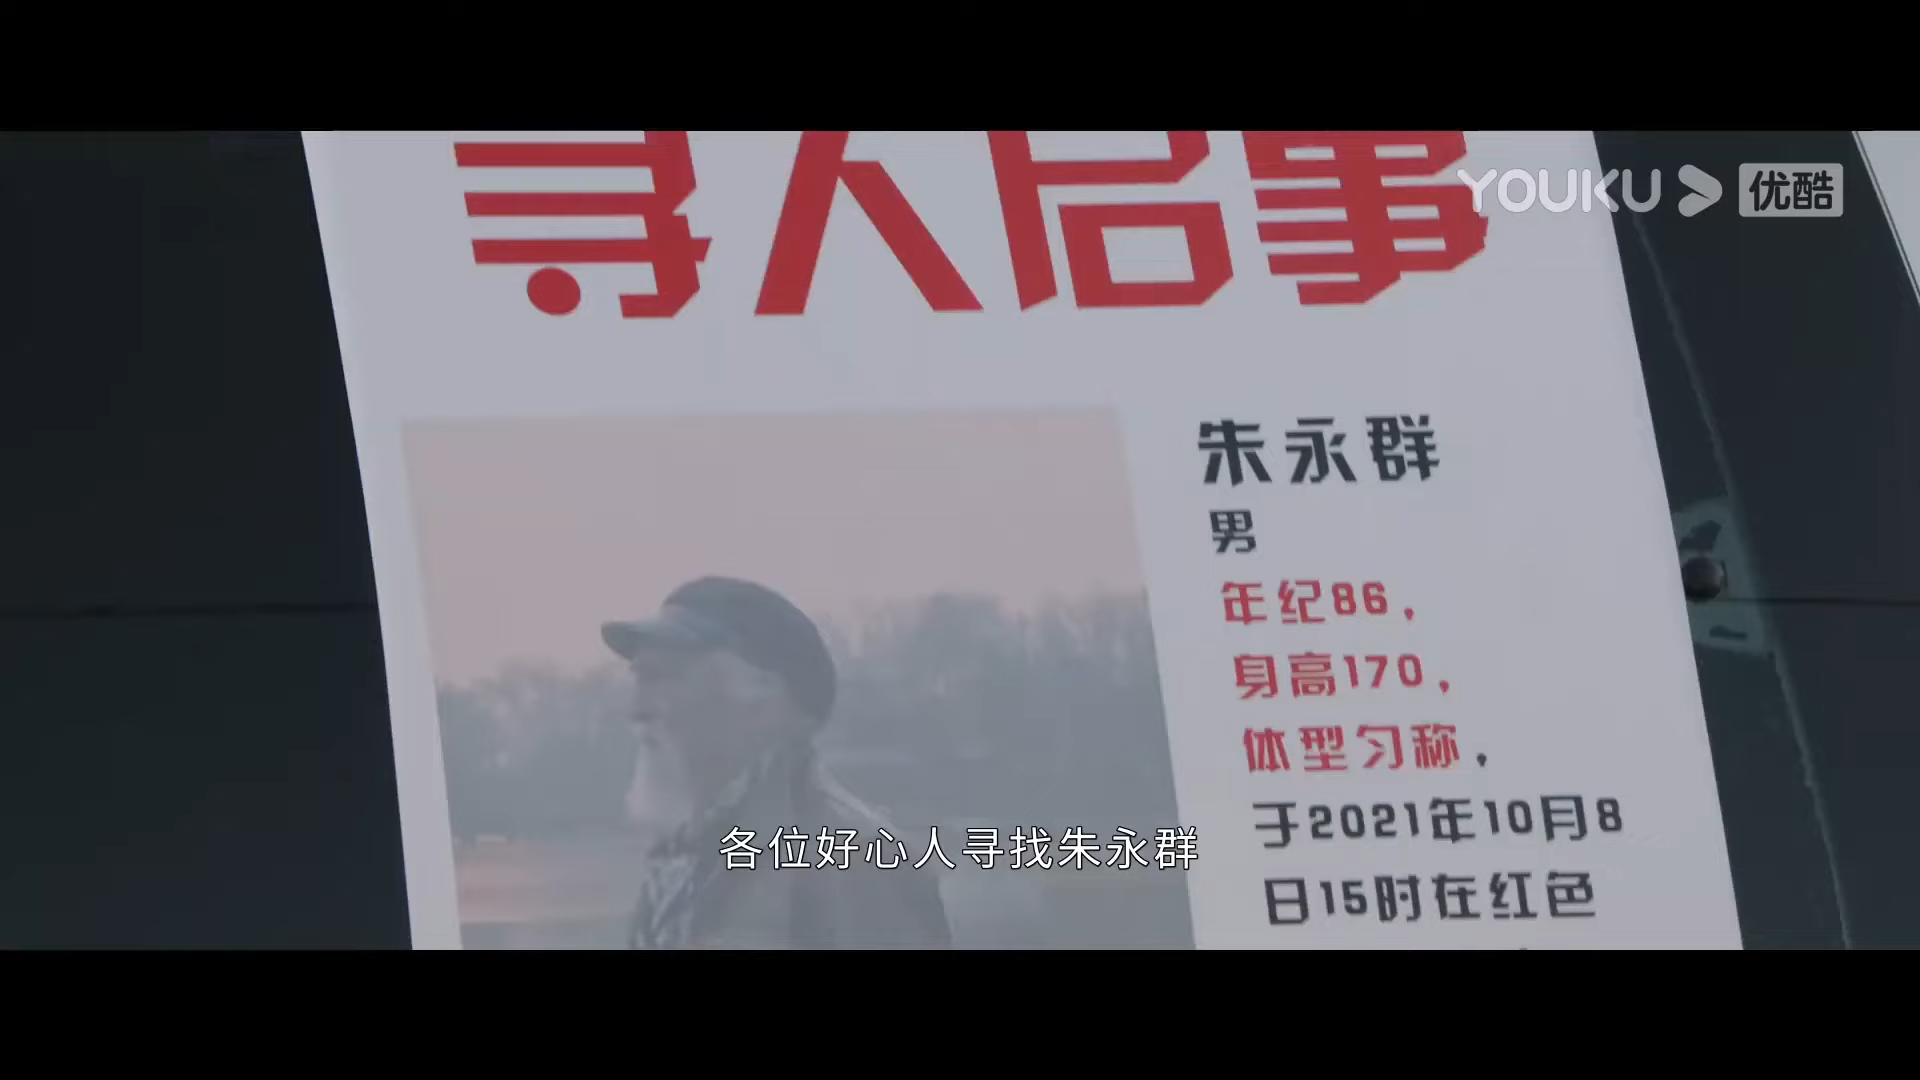 寻人启事
YOUKU 优酷
朱永群
男
年纪86，
身高170，
体型匀称，
于2021年10月8
日15时在红色
各位好心人寻找朱永群